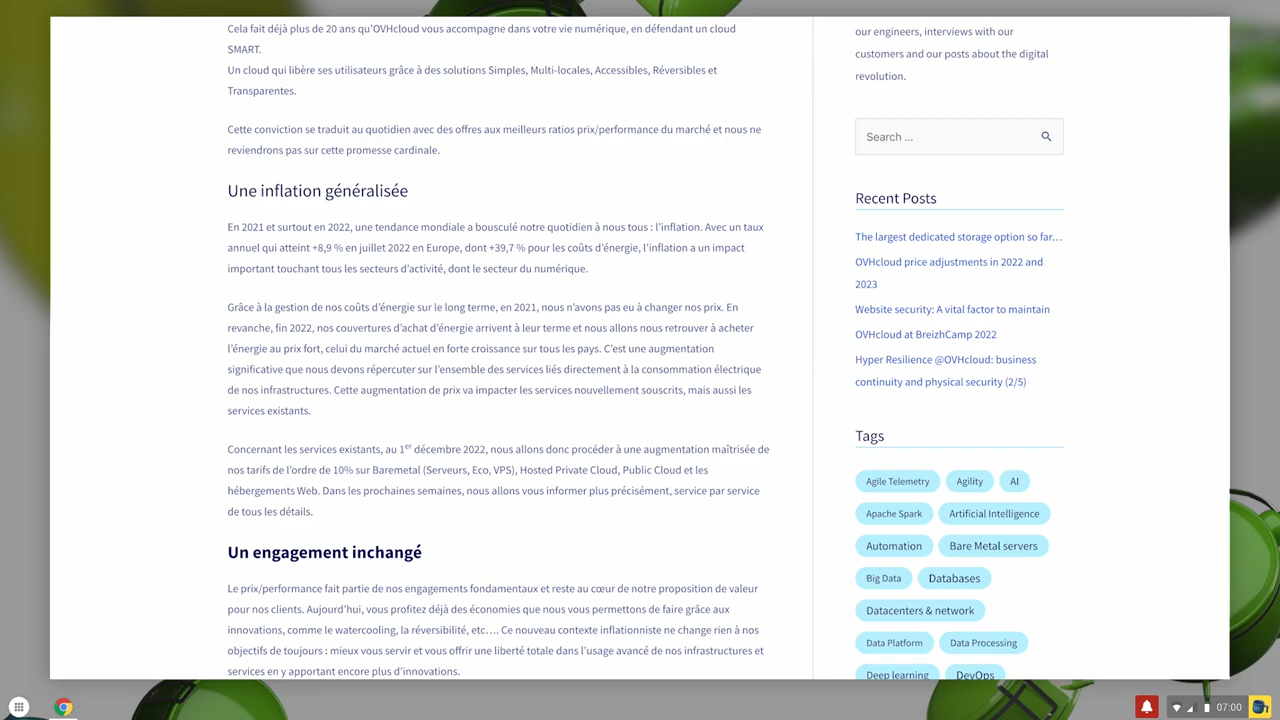 Cela fait déjà plus de 20 ans qu'OVHcloud vous accompagne dans votre vie numérique, en défendant un cloud
SMART.
Un cloud qui libère ses utilisateurs grâce à des solutions Simples, Multi-locales, Accessibles, Réversibles et
Transparentes.
Cette conviction se traduit au quotidien avec des offres aux meilleurs ratios prix/performance du marché et nous ne
reviendrons pas sur cette promesse cardinale.
Une inflation généralisée
En 2021 et surtout en 2022, une tendance mondiale a bousculé notre quotidien à nous tous : l'inflation. Avec un taux
annuel qui atteint +8,9 % en juillet 2022 en Europe, dont +39,7 % pour les coûts d'énergie, l'inflation a un impact
important touchant tous les secteurs d'activité, dont le secteur du numérique.
Grâce à la gestion de nos coûts d'énergie sur le long terme, en 2021, nous n'avons pas eu à changer nos prix. En
revanche, fin 2022, nos couvertures d'achat d'énergie arrivent à leur terme et nous allons nous retrouver à acheter
l'énergie au prix fort, celui du marché actuel en forte croissance sur tous les pays. C'est une augmentation
significative que nous devons répercuter sur l'ensemble des services liés directement à la consommation électrique
de nos infrastructures. Cette augmentation de prix va impacter les services nouvellement souscrits, mais aussi les
services existants.
Concernant les services existants, au 1er décembre 2022, nous allons donc procéder à une augmentation maîtrisée de
nos tarifs de l'ordre de 10% sur Baremetal (Serveurs, Eco, VPS), Hosted Private Cloud, Public Cloud et les
hébergements Web. Dans les prochaines semaines, nous allons vous informer plus précisément, service par service
de tous les détails.
Un engagement inchangé
Le prix/performance fait partie de nos engagements fondamentaux et reste au cœur de notre proposition de valeur
pour nos clients. Aujourd'hui, vous profitez déjà des économies que nous vous permettons de faire grâce aux
innovations, comme le watercooling, la réversibilité, etc…. Ce nouveau contexte inflationniste ne change rien à nos
objectifs de toujours : mieux vous servir et vous offrir une liberté totale dans l'usage avancé de nos infrastructures et
services en y apportant encore plus d'innovations.
our engineers, interviews with our
customers and our posts about the digital
revolution.
Search ...
Recent Posts
The largest dedicated storage option so far…
OVHcloud price adjustments in 2022 and
2023
Website security: A vital factor to maintain
OVHcloud at BreizhCamp 2022
Hyper Resilience @OVHcloud: business
continuity and physical security (2/5)
Tags
Agile Telemetry Agility AI
Apache Spark Artificial Intelligence
Automation Bare Metal servers
Big Data Databases
Datacenters & network
Data Platform Data Processing
Deep learning DevOps
07:00